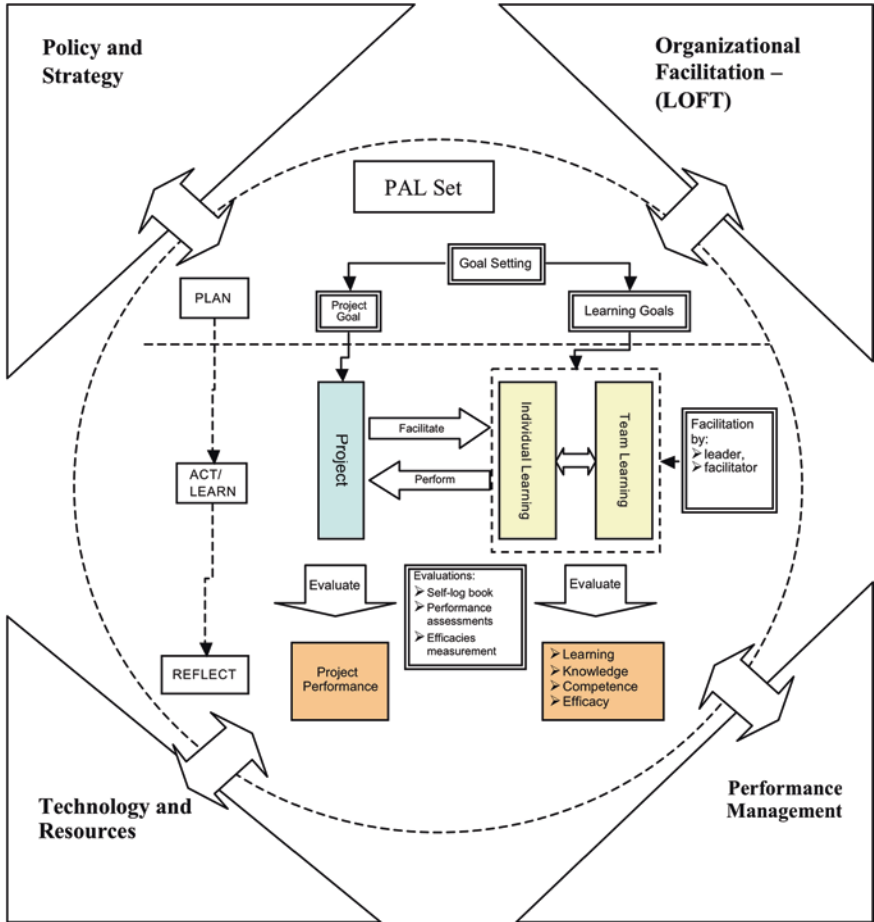 Policy and
Strategy
Organizational
Facilitation –
(LOFT)
PAL Set
Goal Setting
PLAN
Project
Goal
Learning Goals
Project
Facilitate
Perform
Individual Learning
Team Learning
Facilitation
by:
➢ leader,
➢ facilitator
ACT/
LEARN
Evaluate
Evaluations:
➢ Self-log book
➢ Performance
assessments
➢ Efficacies
measurement
Evaluate
REFLECT
Project
Performance
➢ Learning
➢ Knowledge
➢ Competence
➢ Efficacy
Technology and
Resources
Performance
Management